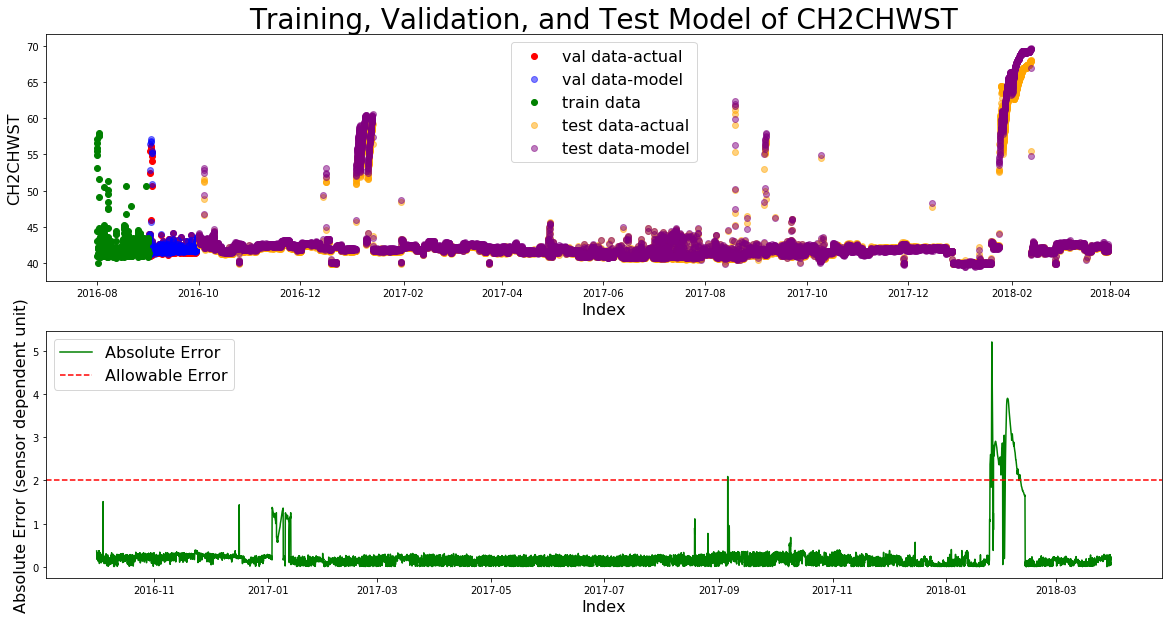 Training, Validation, and Test Model of CH2CHWST
CH2CHWST
70
65
60
55
50
45
40
val data-actual
val data-model
train data
test data-actual
test data-model
2016-08 2016-10 2016-12 2017-02 2017-04 2017-06 2017-08 2017-10 2017-12 2018-02 2018-04
Index
Absolute Error (sensor dependent unit)
5
4
3
2
1
0
Absolute Error
Allowable Error
2016-11 2017-01 2017-03 2017-05 2017-07 2017-09 2017-11 2018-01 2018-03
Index